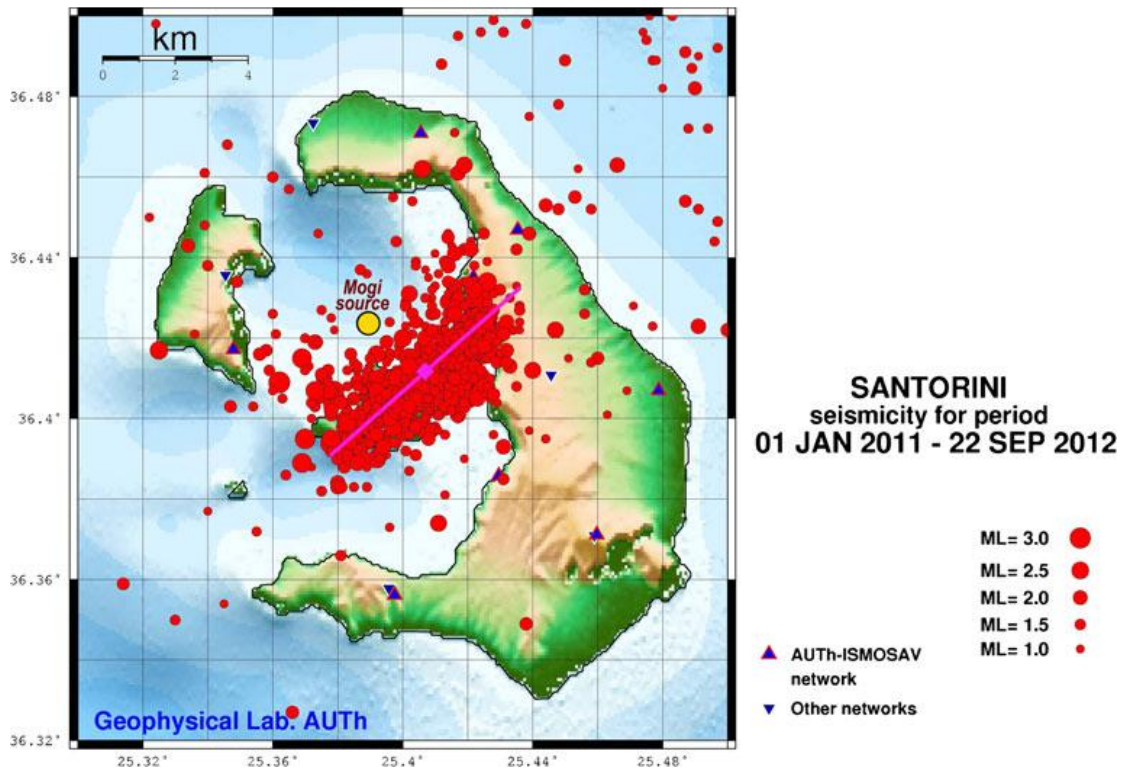 km
0 2 4
36.48°
36.44°
36.4°
36.36°
36.32°
Mogi
source
Geophysical Lab. AUTh
25.32° 25.36° 25.4° 25.44° 25.48°
SANTORINI
seismicity for period
01 JAN 2011 - 22 SEP 2012
ML= 3.0
ML= 2.5
ML= 2.0
ML= 1.5
ML= 1.0
AUTh-ISMOSAV
network
Other networks